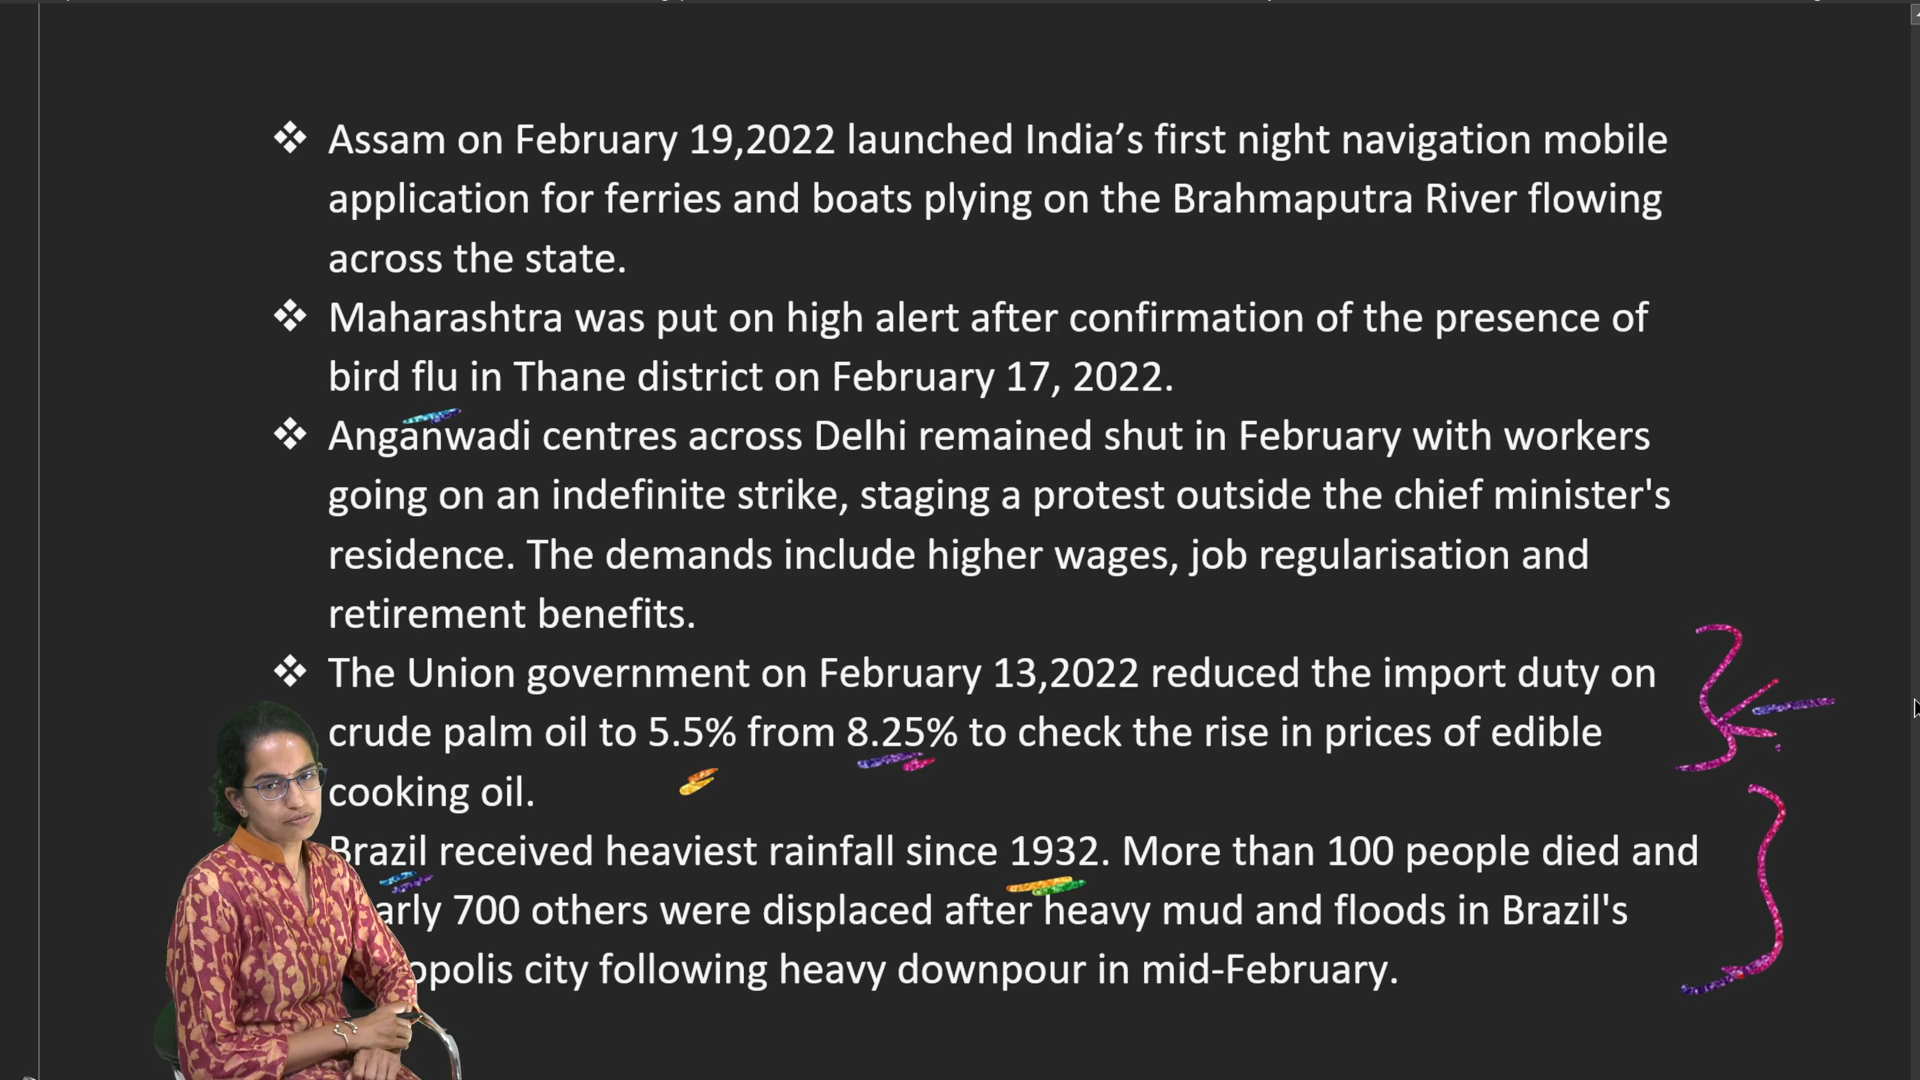 ❖ Assam on February 19,2022 launched India’s first night navigation mobile
application for ferries and boats plying on the Brahmaputra River flowing
across the state.
❖ Maharashtra was put on high alert after confirmation of the presence of
bird flu in Thane district on February 17, 2022.
❖ Anganwadi centres across Delhi remained shut in February with workers
going on an indefinite strike, staging a protest outside the chief minister's
residence. The demands include higher wages, job regularisation and
retirement benefits.
❖ The Union government on February 13,2022 reduced the import duty on
crude palm oil to 5.5% from 8.25% to check the rise in prices of edible
cooking oil.
Brazil received heaviest rainfall since 1932. More than 100 people died and
700 others were displaced after heavy mud and floods in Brazil's
city following heavy downpour in mid-February.